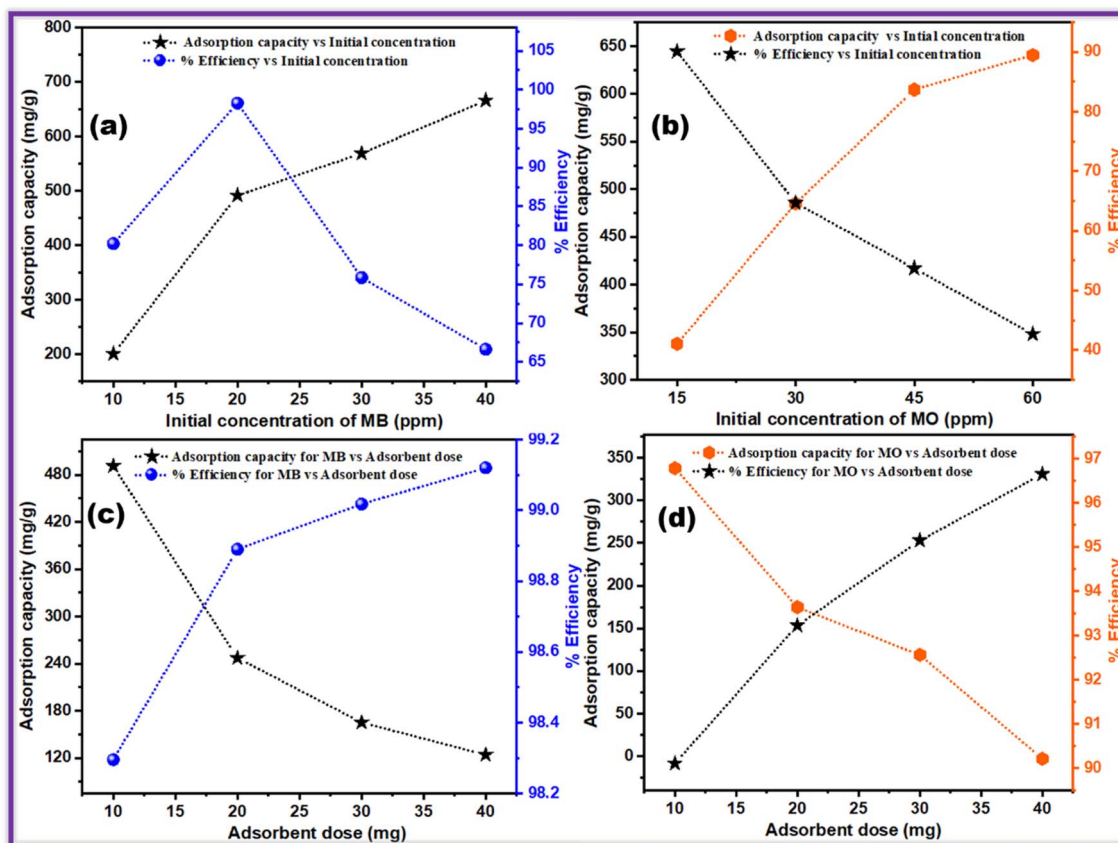 Adsorption capacity vs Initial concentration
% Efficiency vs Initial concentration
(a)
Adsorption capacity (mg/g)
800
700
600
500
400
300
200
% Efficiency
105
100
95
90
85
80
75
70
65
10 15 20 25 30 35 40
Initial concentration of MB (ppm)
Adsorption capacity vs Intial concentration)
% Efficiency vs Initial concentration)
(b)
Adsorption capacity (mg/g)
650
600
550
500
450
400
350
300
% Efficiency
90
80
70
60
50
40
15 30 45 60
Initial concentration of MO (ppm)
Adsorption capacity for MB vs Adsorbent dose
% Efficiency for MB vs Adsorbent dose
(c)
Adsorption capacity (mg/g)
480
420
360
300
240
180
120
% Efficiency
99.2
99.0
98.8
98.6
98.4
98.2
10 15 20 25 30 35 40
Adsorbent dose (mg)
Adsorption capacity for MO vs Adsorbent dose
% Efficiency for MO vs Adsorbent dose
(d)
Adsorption capacity (mg/g)
350
300
250
200
150
100
50
0
% Efficiency
97
96
95
94
93
92
91
90
10 15 20 25 30 35 40
Adsorbent dose (mg)